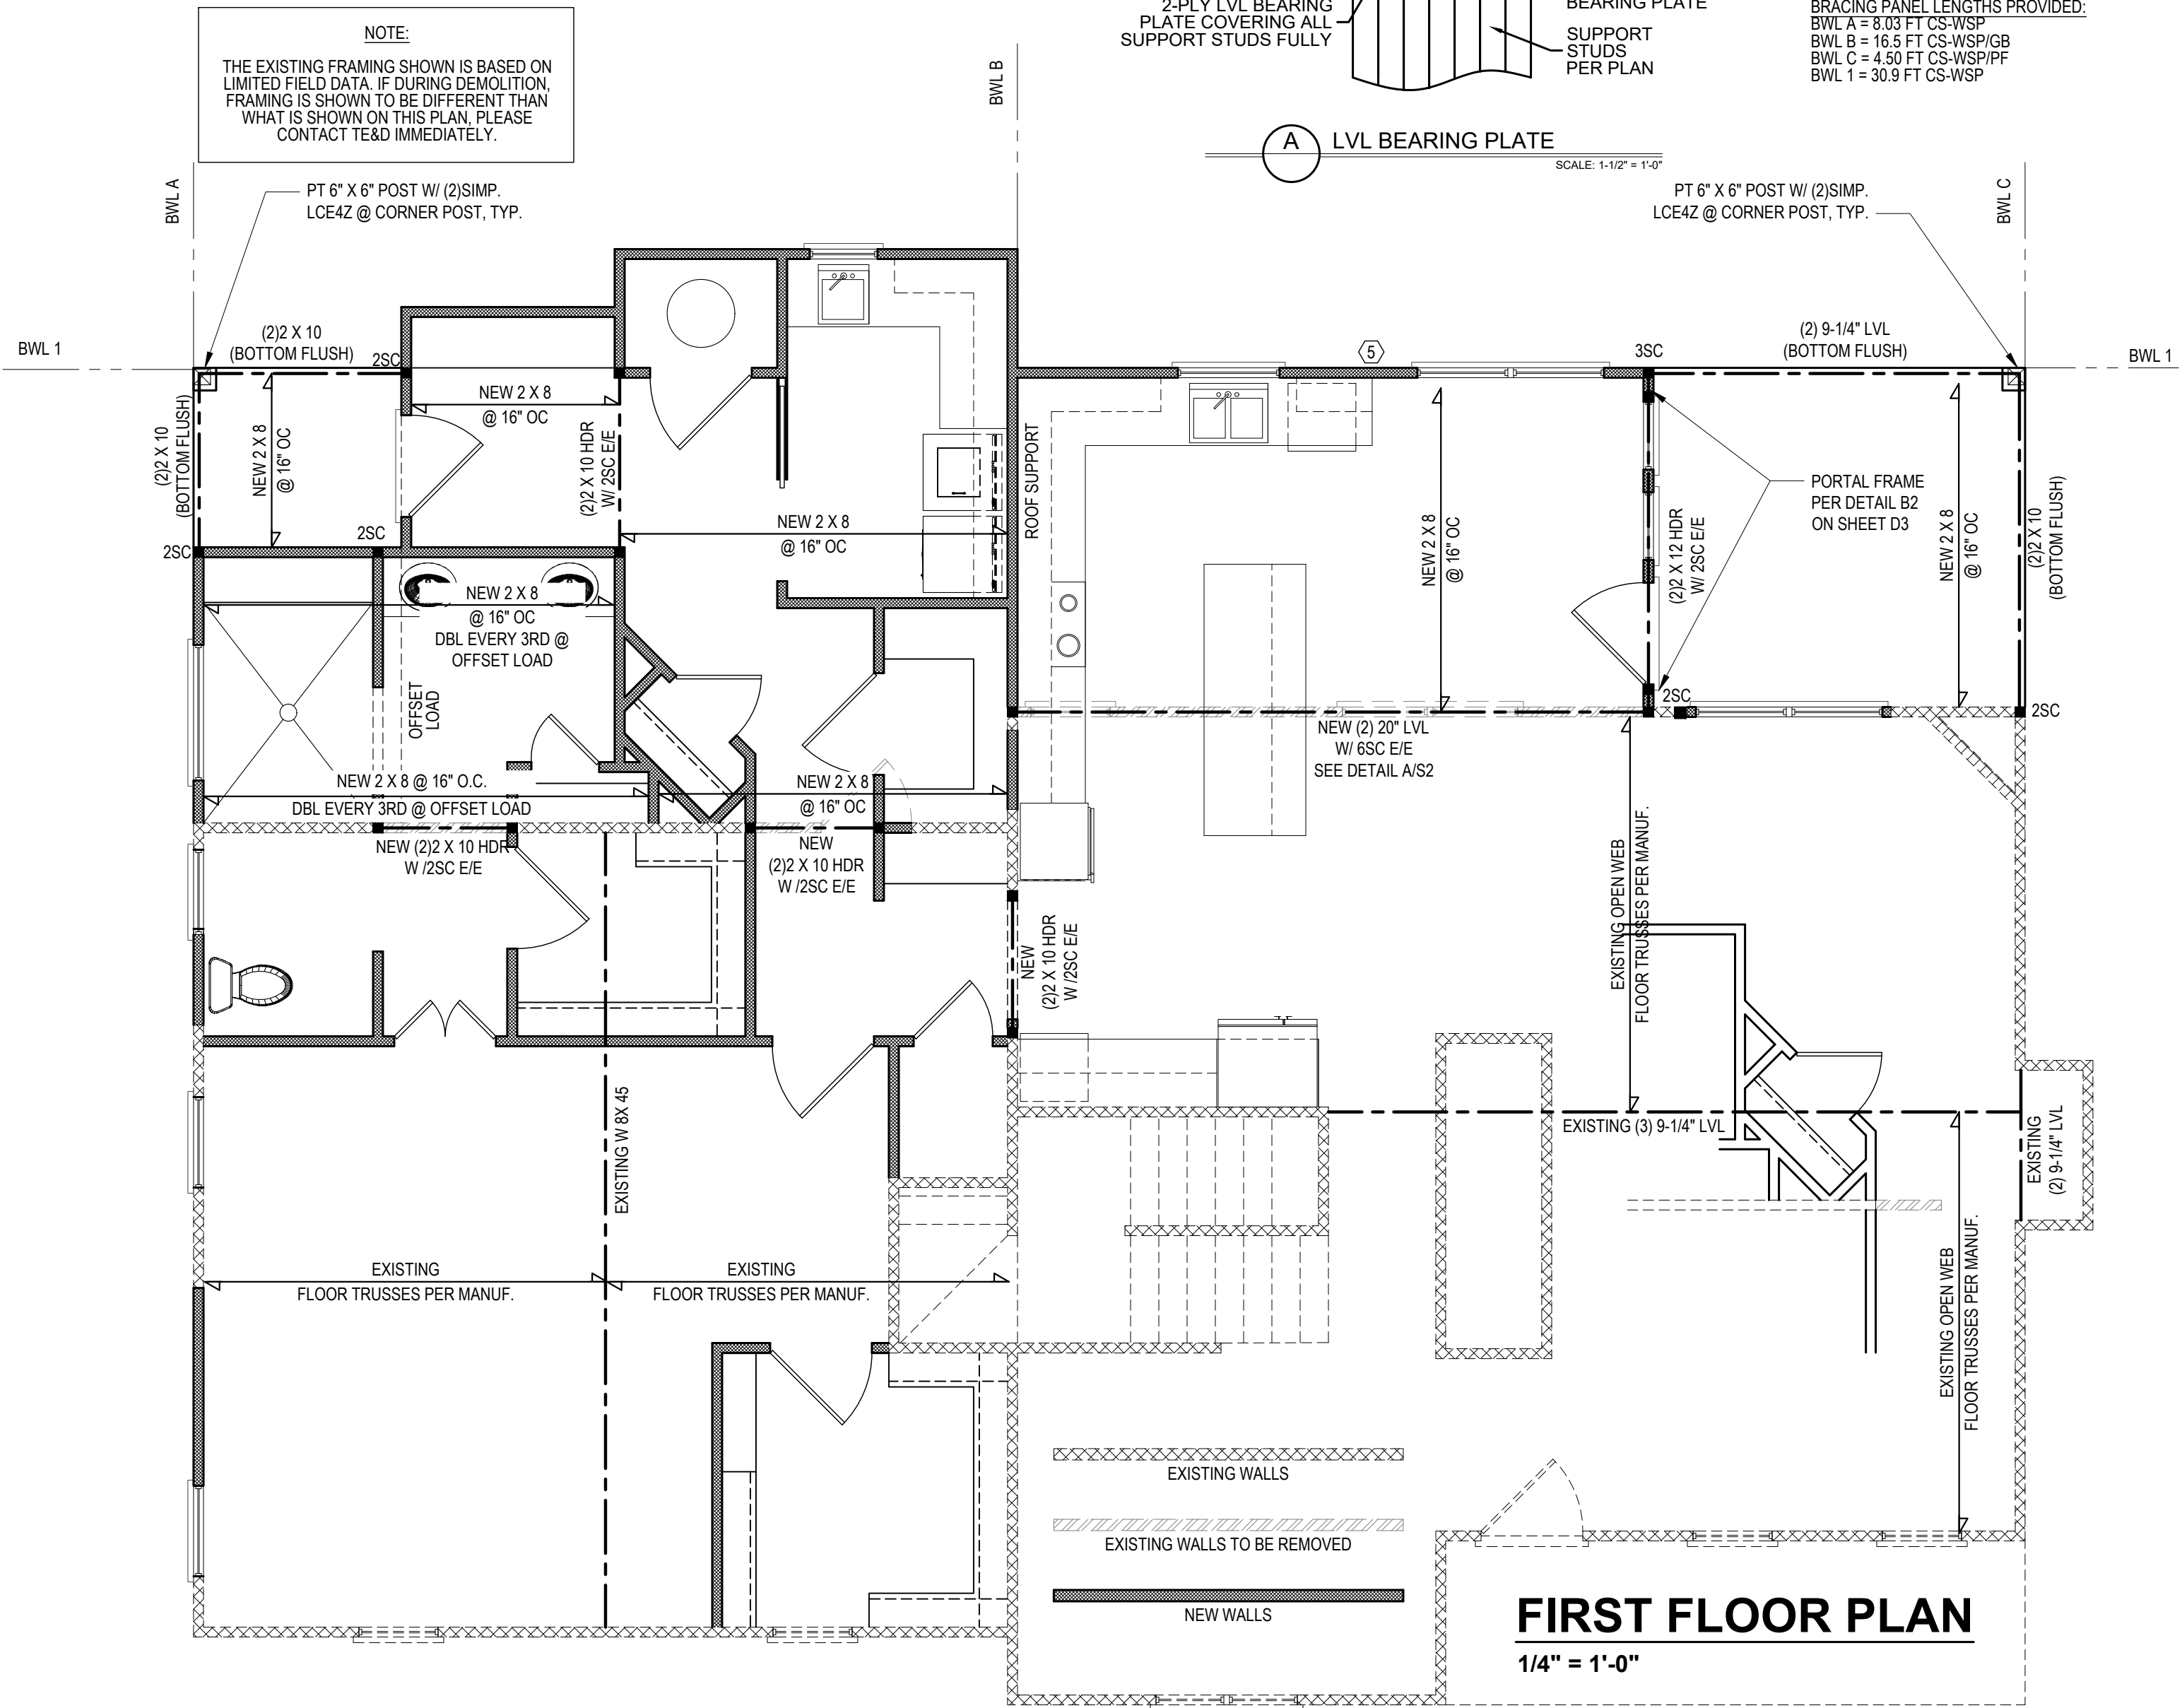 NOTE:
THE EXISTING FRAMING SHOWN IS BASED ON
LIMITED FIELD DATA. IF DURING DEMOLITION,
FRAMING IS SHOWN TO BE DIFFERENT THAN
WHAT IS SHOWN ON THIS PLAN, PLEASE
CONTACT TE&D IMMEDIATELY.
2-PLY LVL BEARING
PLATE COVERING ALL
SUPPORT STUDS FULLY
BEARING PLATE
SUPPORT
STUDS
PER PLAN
BRACING PANEL LENGTHS PROVIDED:
BWL A = 8.03 FT CS-WSP
BWL B = 16.5 FT CS-WSP/GB
BWL C = 4.50 FT CS-WSP/PF
BWL 1 = 30.9 FT CS-WSP
A
LVL BEARING PLATE
SCALE: 1-1/2" = 1'-0"
BWL A
BWL B
BWL C
PT 6" X 6" POST W/ (2)SIMP.
LCE4Z @ CORNER POST, TYP.
PT 6" X 6" POST W/ (2)SIMP.
LCE4Z @ CORNER POST, TYP.
BWL 1
BWL 1
(2)2 X 10
(BOTTOM FLUSH)
2SC
(2)2 X 10
(BOTTOM FLUSH)
NEW 2 X 8
@ 16" OC
NEW 2 X 8
@ 16" OC
(2)2 X 10 HDR
W/ 2SC E/E
2SC
2SC
NEW 2 X 8
@ 16" OC
ROOF SUPPORT
5
3SC
(2) 9-1/4" LVL
(BOTTOM FLUSH)
NEW 2 X 8
@ 16" OC
(2)2 X 12 HDR
W/ 2SC E/E
PORTAL FRAME
PER DETAIL B2
ON SHEET D3
NEW 2 X 8
@ 16" OC
(2)2 X 10
(BOTTOM FLUSH)
2SC
2SC
NEW 2 X 8
@ 16" OC
DBL EVERY 3RD @
OFFSET LOAD
OFFSET
LOAD
NEW 2 X 8 @ 16" O.C.
DBL EVERY 3RD @ OFFSET LOAD
NEW 2 X 8
@ 16" OC
NEW (2)2 X 10 HDR
W /2SC E/E
NEW
(2)2 X 10 HDR
W /2SC E/E
NEW
(2)2 X 10 HDR
W /2SC E/E
NEW (2) 20" LVL
W/ 6SC E/E
SEE DETAIL A/S2
EXISTING OPEN WEB
FLOOR TRUSSES PER MANUF.
EXISTING (3) 9-1/4" LVL
EXISTING
(2) 9-1/4" LVL
EXISTING W 8X 45
EXISTING
FLOOR TRUSSES PER MANUF.
EXISTING
FLOOR TRUSSES PER MANUF.
EXISTING OPEN WEB
FLOOR TRUSSES PER MANUF.
EXISTING WALLS
EXISTING WALLS TO BE REMOVED
NEW WALLS
FIRST FLOOR PLAN
1/4" = 1'-0"